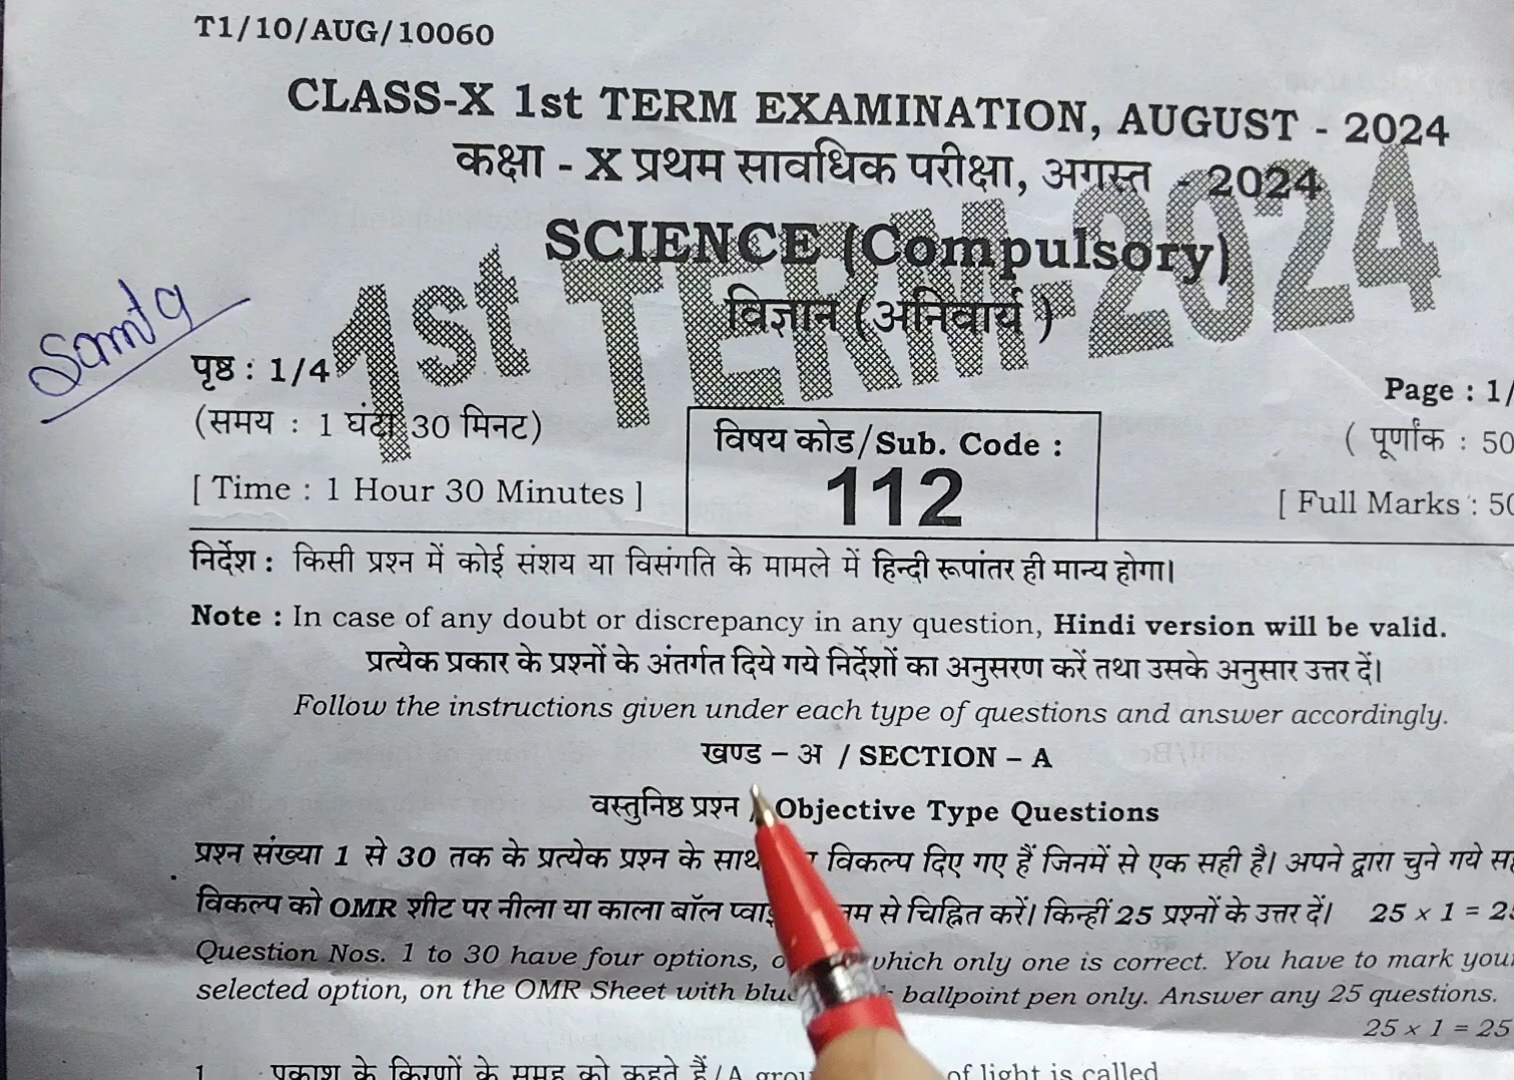 T1/10/AUG/10060
CLASS-X 1st TERM EXAMINATION, AUGUST - 2024
कक्षा - X प्रथम सावधिक परीक्षा, अगस्त - 2024
SCIENCE (Compulsory)
1st TERM-2024
विज्ञान (अनिवार्य)
पृष्ठ : 1/4
Page : 1/
(समय : 1 घंटा 30 मिनट)
विषय कोड/Sub. Code :
( पूर्णांक : 50
[ Time : 1 Hour 30 Minutes ]
112
[ Full Marks : 50
निर्देश : किसी प्रश्न में कोई संशय या विसंगति के मामले में हिन्दी रूपांतर ही मान्य होगा।
Note : In case of any doubt or discrepancy in any question, Hindi version will be valid.
प्रत्येक प्रकार के प्रश्नों के अंतर्गत दिये गये निर्देशों का अनुसरण करें तथा उसके अनुसार उत्तर दें।
Follow the instructions given under each type of questions and answer accordingly.
खण्ड – अ / SECTION – A
वस्तुनिष्ठ प्रश्न / Objective Type Questions
प्रश्न संख्या 1 से 30 तक के प्रत्येक प्रश्न के साथ विकल्प दिए गए हैं जिनमें से एक सही है। अपने द्वारा चुने गये
विकल्प को OMR शीट पर नीला या काला बॉल से चिह्नित करें। किन्हीं 25 प्रश्नों के उत्तर दें। 25 x 1 = 25
Question Nos. 1 to 30 have four options, which only one is correct. You have to mark your
selected option, on the OMR Sheet with ballpoint pen only. Answer any 25 questions.
25 x 1 = 25
1. प्रकाश के किरणों के समूह को कहते हैं/A of light is called